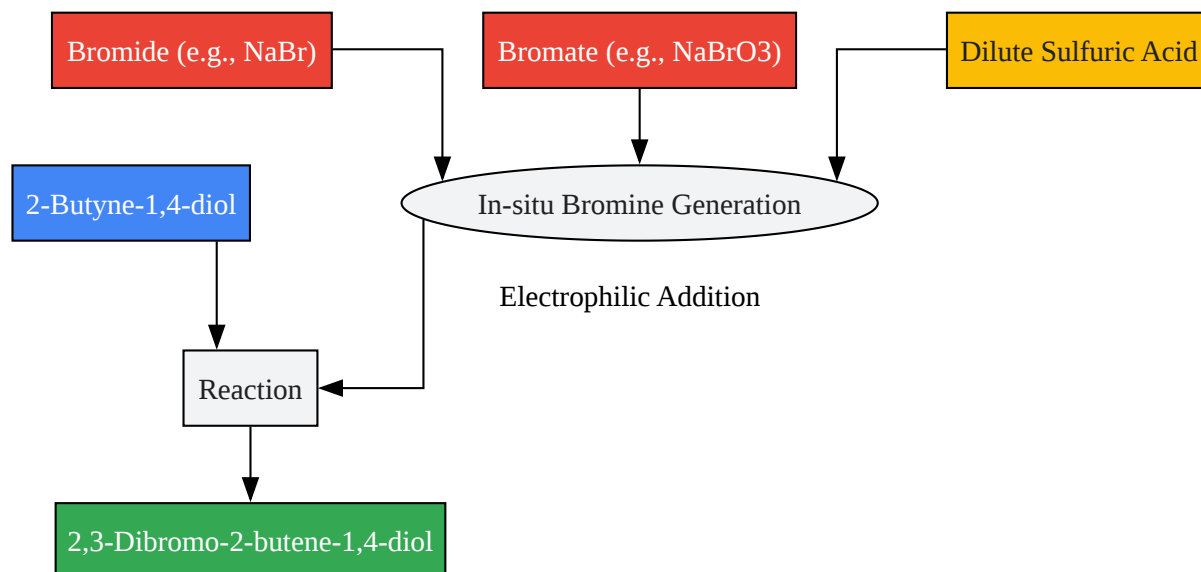 Bromide (e.g., NaBr)
Bromate (e.g., NaBrO3)
Dilute Sulfuric Acid
2-Butyne-1,4-diol
In-situ Bromine Generation
Electrophilic Addition
Reaction
2,3-Dibromo-2-butene-1,4-diol